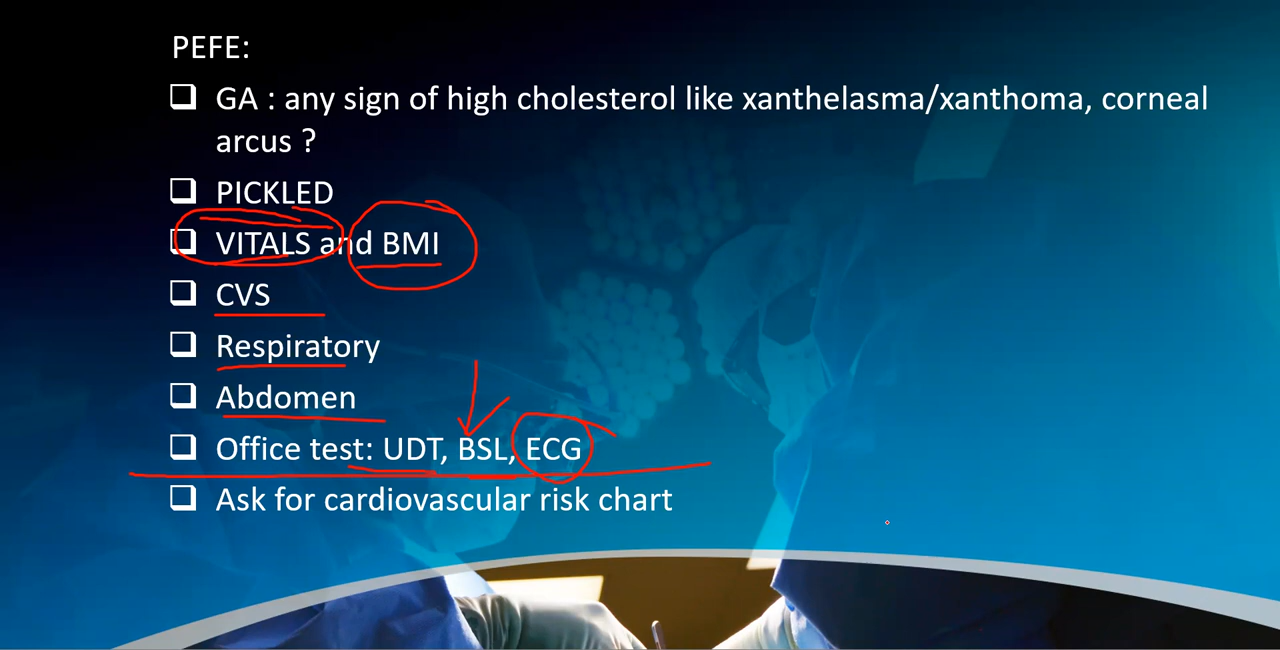 PEFE:
❑ GA : any sign of high cholesterol like xanthelasma/xanthoma, corneal
arcus ?
❑ PICKLED
❑ VITALS and BMI
❑ CVS
❑ Respiratory
❑ Abdomen
❑ Office test: UDT, BSL, ECG
❑ Ask for cardiovascular risk chart